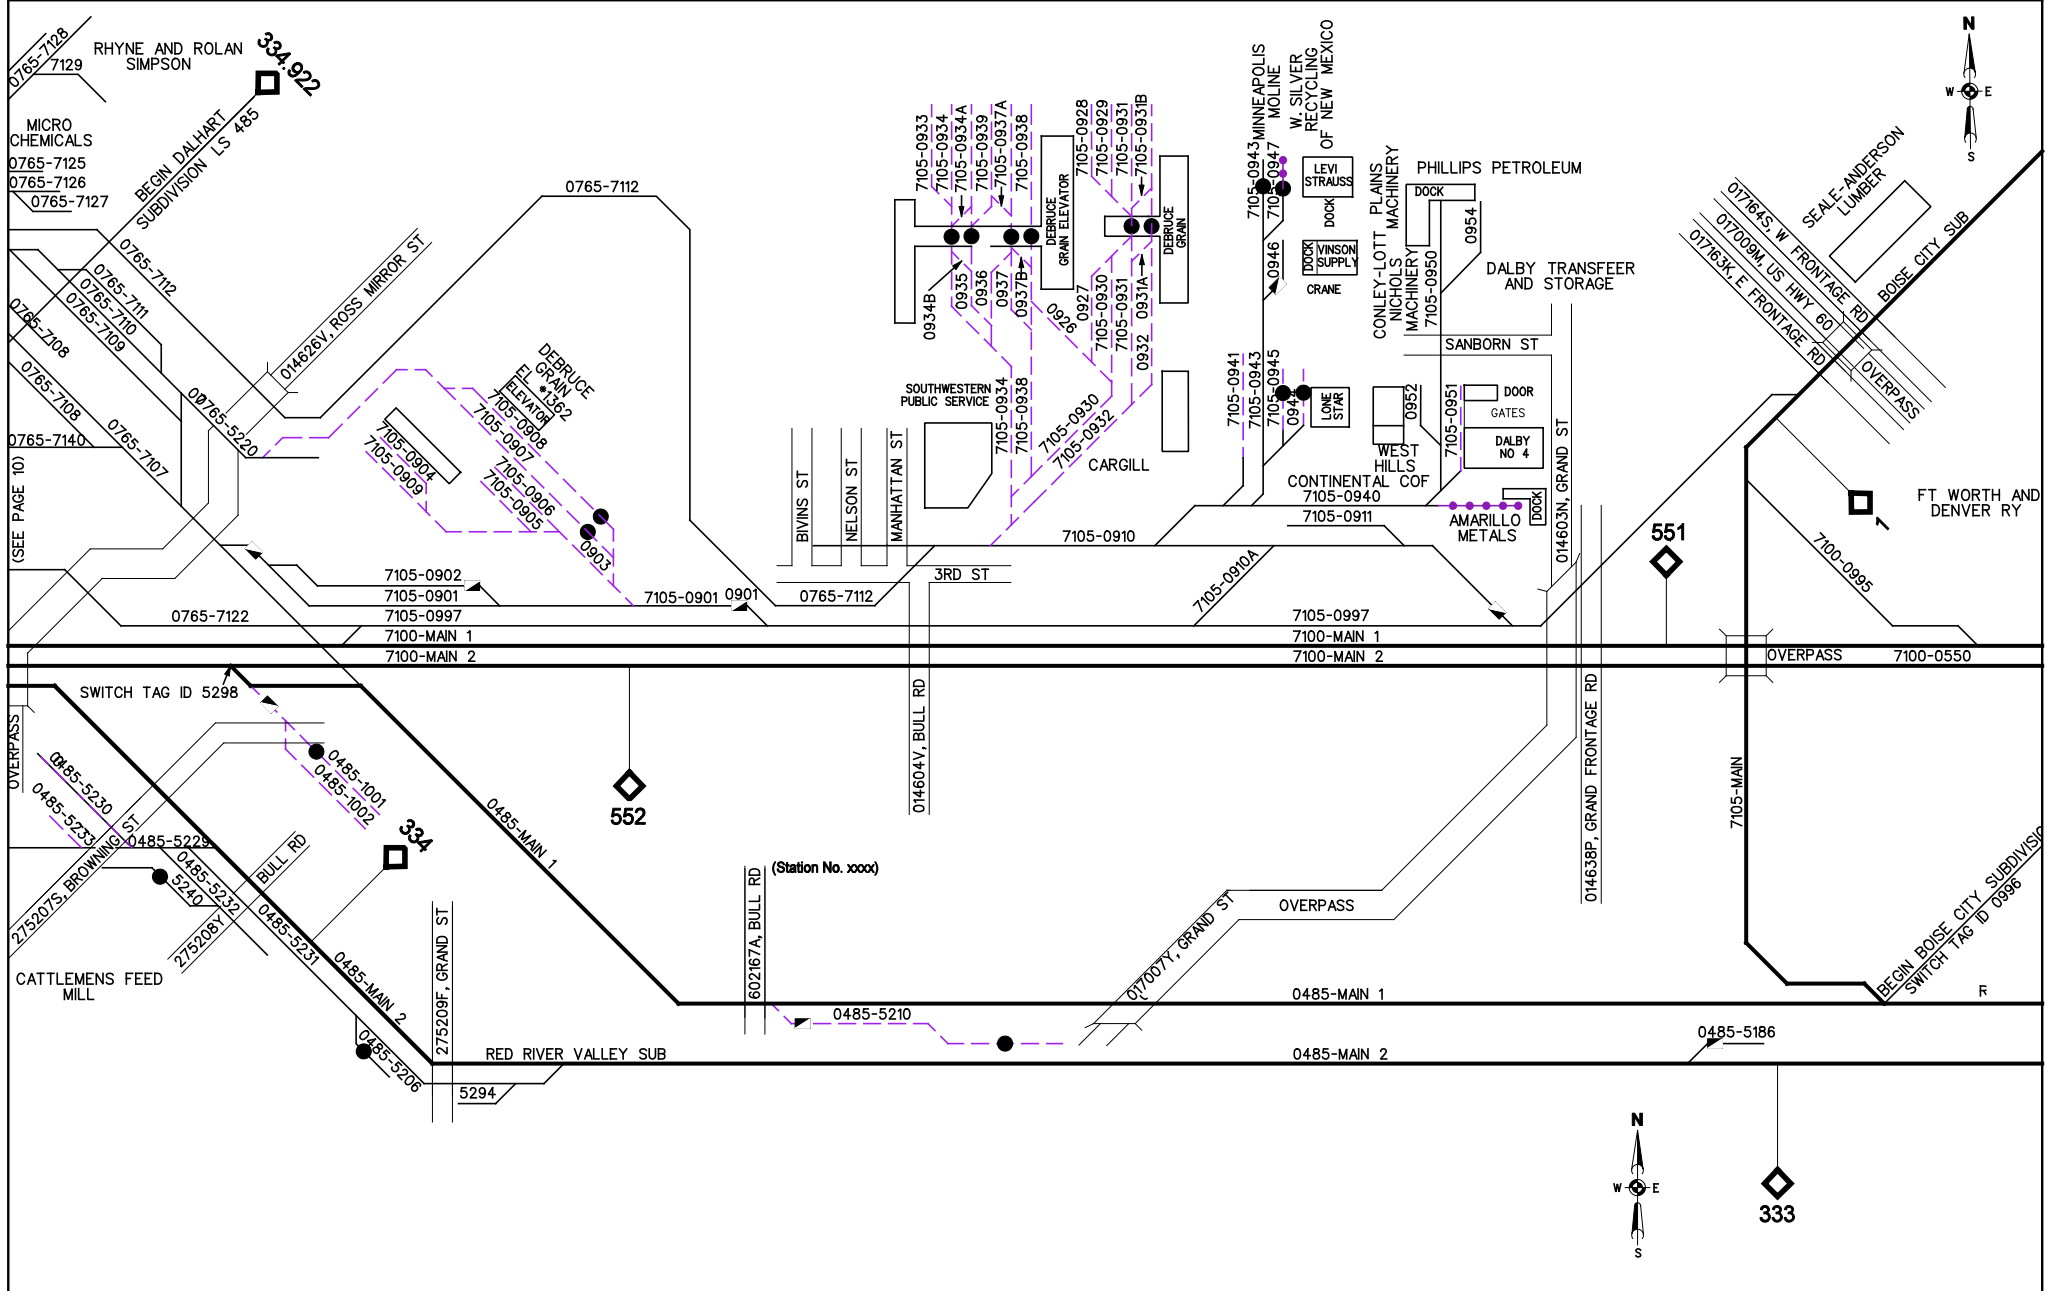 0765-7128
7129
RHYNE AND ROLAN
SIMPSON
334.922
MICRO
CHEMICALS
0765-7125
0765-7126
0765-7127
BEGIN DALHART
SUBDIVISION LS 485
0765-7112
0765-7112
0765-7111
0765-7110
0765-7109
0765-7108
0765-7108
0765-7140
0765-7107
0765-5220
014626V, ROSS MIRROR ST
(SEE PAGE 10)
DEBRUCE
GRAIN
EL *1362
ELEVATOR
7105-0908
7105-0907
7105-0906
7105-0905
7105-0904
7105-0909
0903
7105-0933
7105-0934
7105-0934A
7105-0939
7105-0937A
7105-0938
DEBRUCE
GRAIN ELEVATOR
7105-0928
7105-0929
7105-0931
7105-0931B
DEBRUCE
GRAIN
0934B
0935
0936
0937
0937B
0926
0927
7105-0930
7105-0931
0931A
0932
SOUTHWESTERN
PUBLIC SERVICE
7105-0934
7105-0938
7105-0930
7105-0932
CARGILL
MINNEAPOLIS
MOLINE
W. SILVER
RECYCLING
OF NEW MEXICO
7105-0943
7105-0947
LEVI
STRAUSS
DOCK
0946
DOCK
VINSON
SUPPLY
CRANE
PLAINS
MACHINERY
CONLEY-LOTT
NICHOLS
MACHINERY
PHILLIPS PETROLEUM
DOCK
0954
7105-0950
DALBY TRANSFEER
AND STORAGE
SANBORN ST
7105-0941
7105-0943
7105-0945
LONE
STAR
0952
7105-0951
DOOR
GATES
DALBY
NO 4
WEST
HILLS
CONTINENTAL COF
7105-0940
7105-0911
AMARILLO
METALS
DOCK
014603N, GRAND ST
N
W
E
S
SEALE-ANDERSON
LUMBER
BOISE CITY SUB
017164S, W FRONTAGE RD
017009M, US HWY 60
017163K, E FRONTAGE RD
OVERPASS
1
FT WORTH AND
DENVER RY
551
7100-0995
BIVINS ST
NELSON ST
MANHATTAN ST
7105-0910
3RD ST
7105-0910A
7105-0902
7105-0901
7105-0901
0901
0765-7112
0765-7122
7105-0997
7105-0997
7100-MAIN 1
7100-MAIN 1
7100-MAIN 2
7100-MAIN 2
OVERPASS
7100-0550
SWITCH TAG ID 5298
OVERPASS
0485-5230
0485-5233
0485-1001
0485-1002
0485-5229
275207S, BROWNING ST
5240
0485-5232
0485-5231
BULL RD
275208Y
334
552
0485-MAIN 1
0485-MAIN 2
CATTLEMENS FEED
MILL
275209F, GRAND ST
0485-5206
5294
RED RIVER VALLEY SUB
014604V, BULL RD
602167A, BULL RD
(Station No. xxxx)
0485-5210
017007Y, GRAND ST
OVERPASS
014638P, GRAND FRONTAGE RD
7105-MAIN
BEGIN BOISE CITY SUBDIVISIO
SWITCH TAG ID 0996
0485-MAIN 1
0485-MAIN 2
0485-5186
N
W
E
S
333